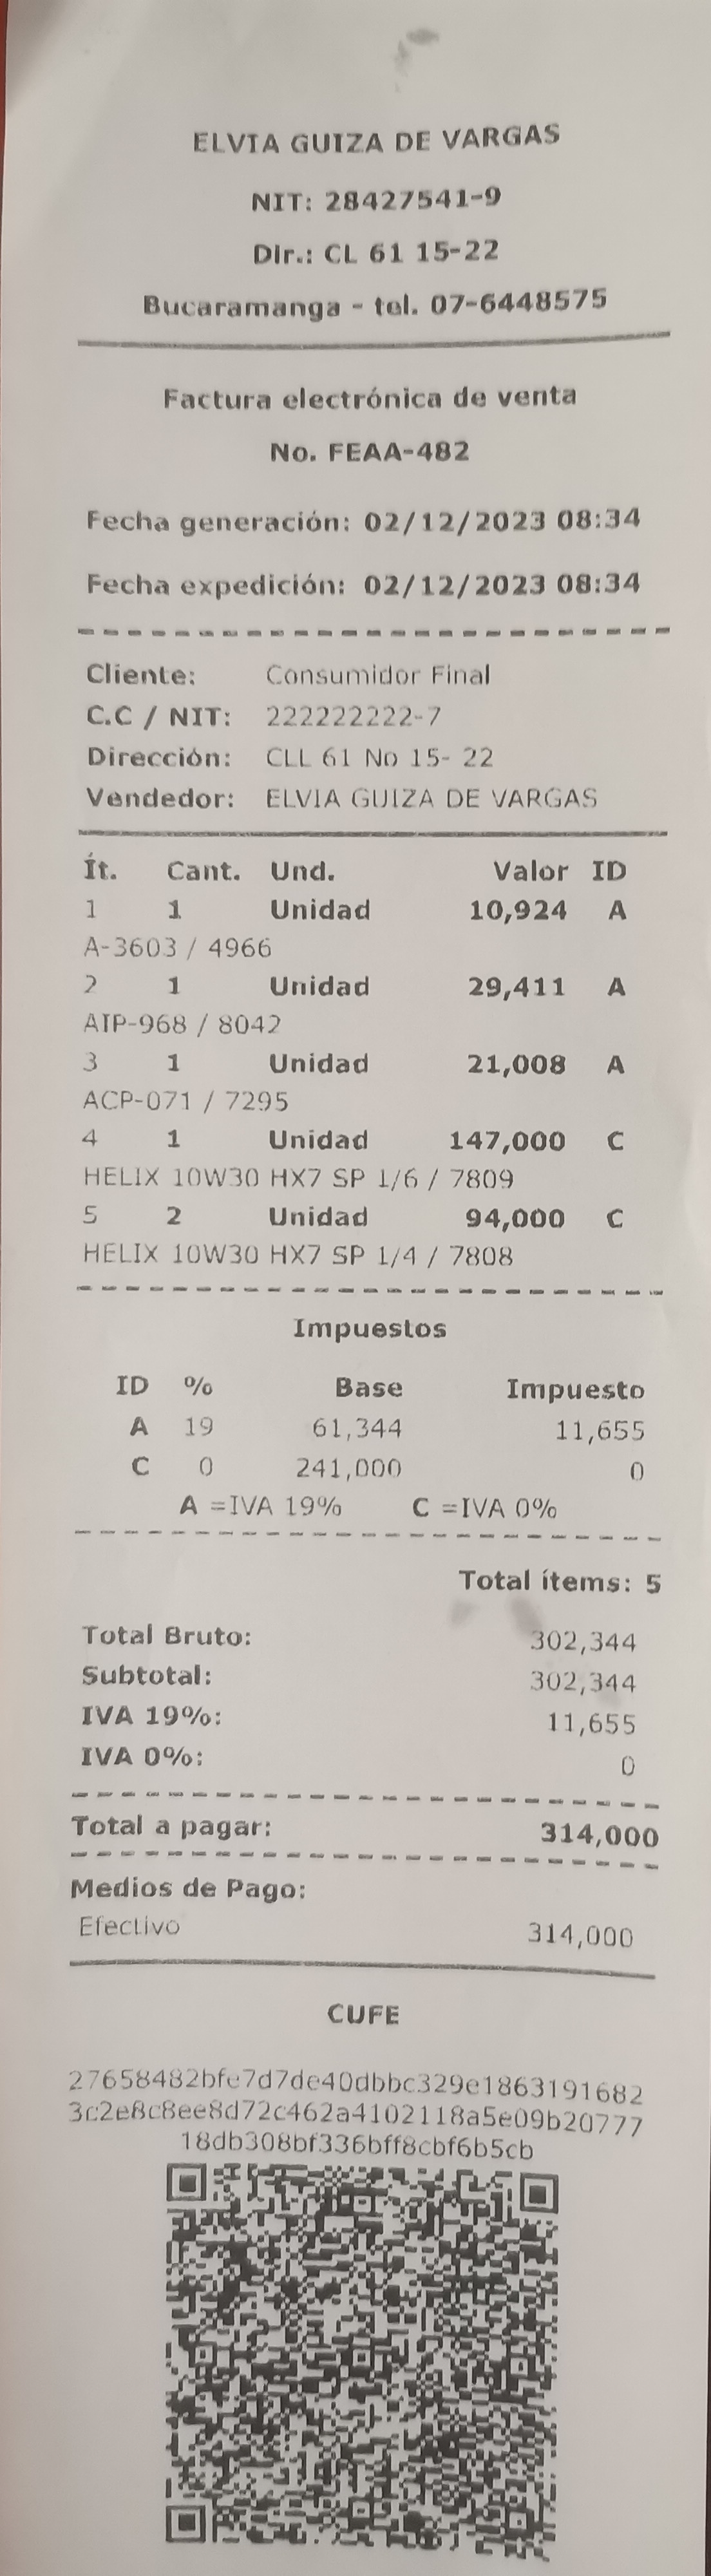 ELVIA GUIZA DE VARGAS
NIT: 28427541-9
Dir.: CL 61 15-22
Bucaramanga - tel. 07-6448575
Factura electrónica de venta
No. FEAA-482
Fecha generación: 02/12/2023 08:34
Fecha expedición: 02/12/2023 08:34
Cliente: Consumidor Final
C.C / NIT: 222222222-7
Dirección: CLL 61 No 15- 22
Vendedor: ELVIA GUIZA DE VARGAS
Ít. Cant. Und. Valor ID
1 1 Unidad 10,924 A
A-3603 / 4966
2 1 Unidad 29,411 A
AIP-968 / 8042
3 1 Unidad 21,008 A
ACP-071 / 7295
4 1 Unidad 147,000 C
HELIX 10W30 HX7 SP 1/6 / 7809
5 2 Unidad 94,000 C
HELIX 10W30 HX7 SP 1/4 / 7808
Impuestos
ID % Base Impuesto
A 19 61,344 11,655
C 0 241,000 0
A =IVA 19% C =IVA 0%
Total ítems: 5
Total Bruto: 302,344
Subtotal: 302,344
IVA 19%: 11,655
IVA 0%: 0
Total a pagar: 314,000
Medios de Pago:
Efectivo 314,000
CUFE
27658482bfe7d7de40dbbc329e1863191682
3c2e8c8ee8d72c462a4102118a5e09b20777
18db308bf336bff8cbf6b5cb